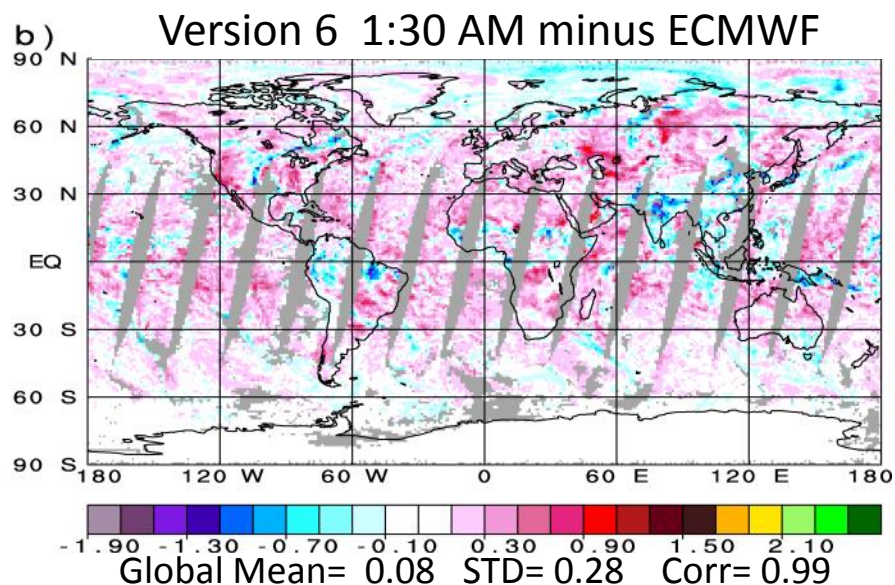 b) Version 6 1:30 AM minus ECMWF
90 N
60 N
30 N
EQ
30 S
60 S
90 S
180 120 W 60 W 0 60 E 120 E 180
-1.90 -1.30 -0.70 -0.10 0.30 0.90 1.50 2.10
Global Mean= 0.08 STD= 0.28 Corr= 0.99